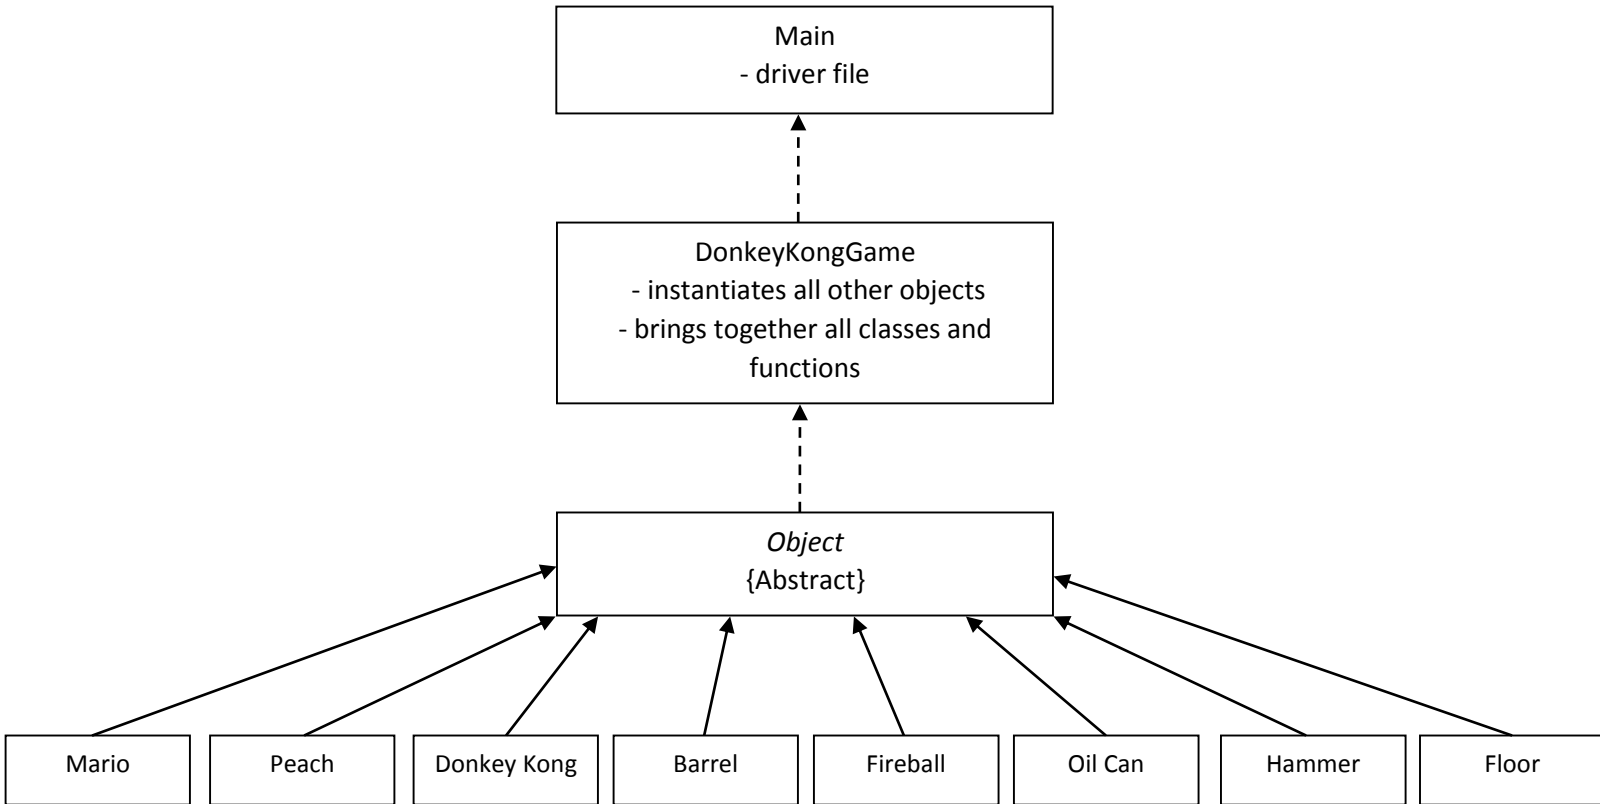 Main
- driver file
DonkeyKongGame
- instantiates all other objects
- brings together all classes and
functions
Object
{Abstract}
Mario
Peach
Donkey Kong
Barrel
Fireball
Oil Can
Hammer
Floor